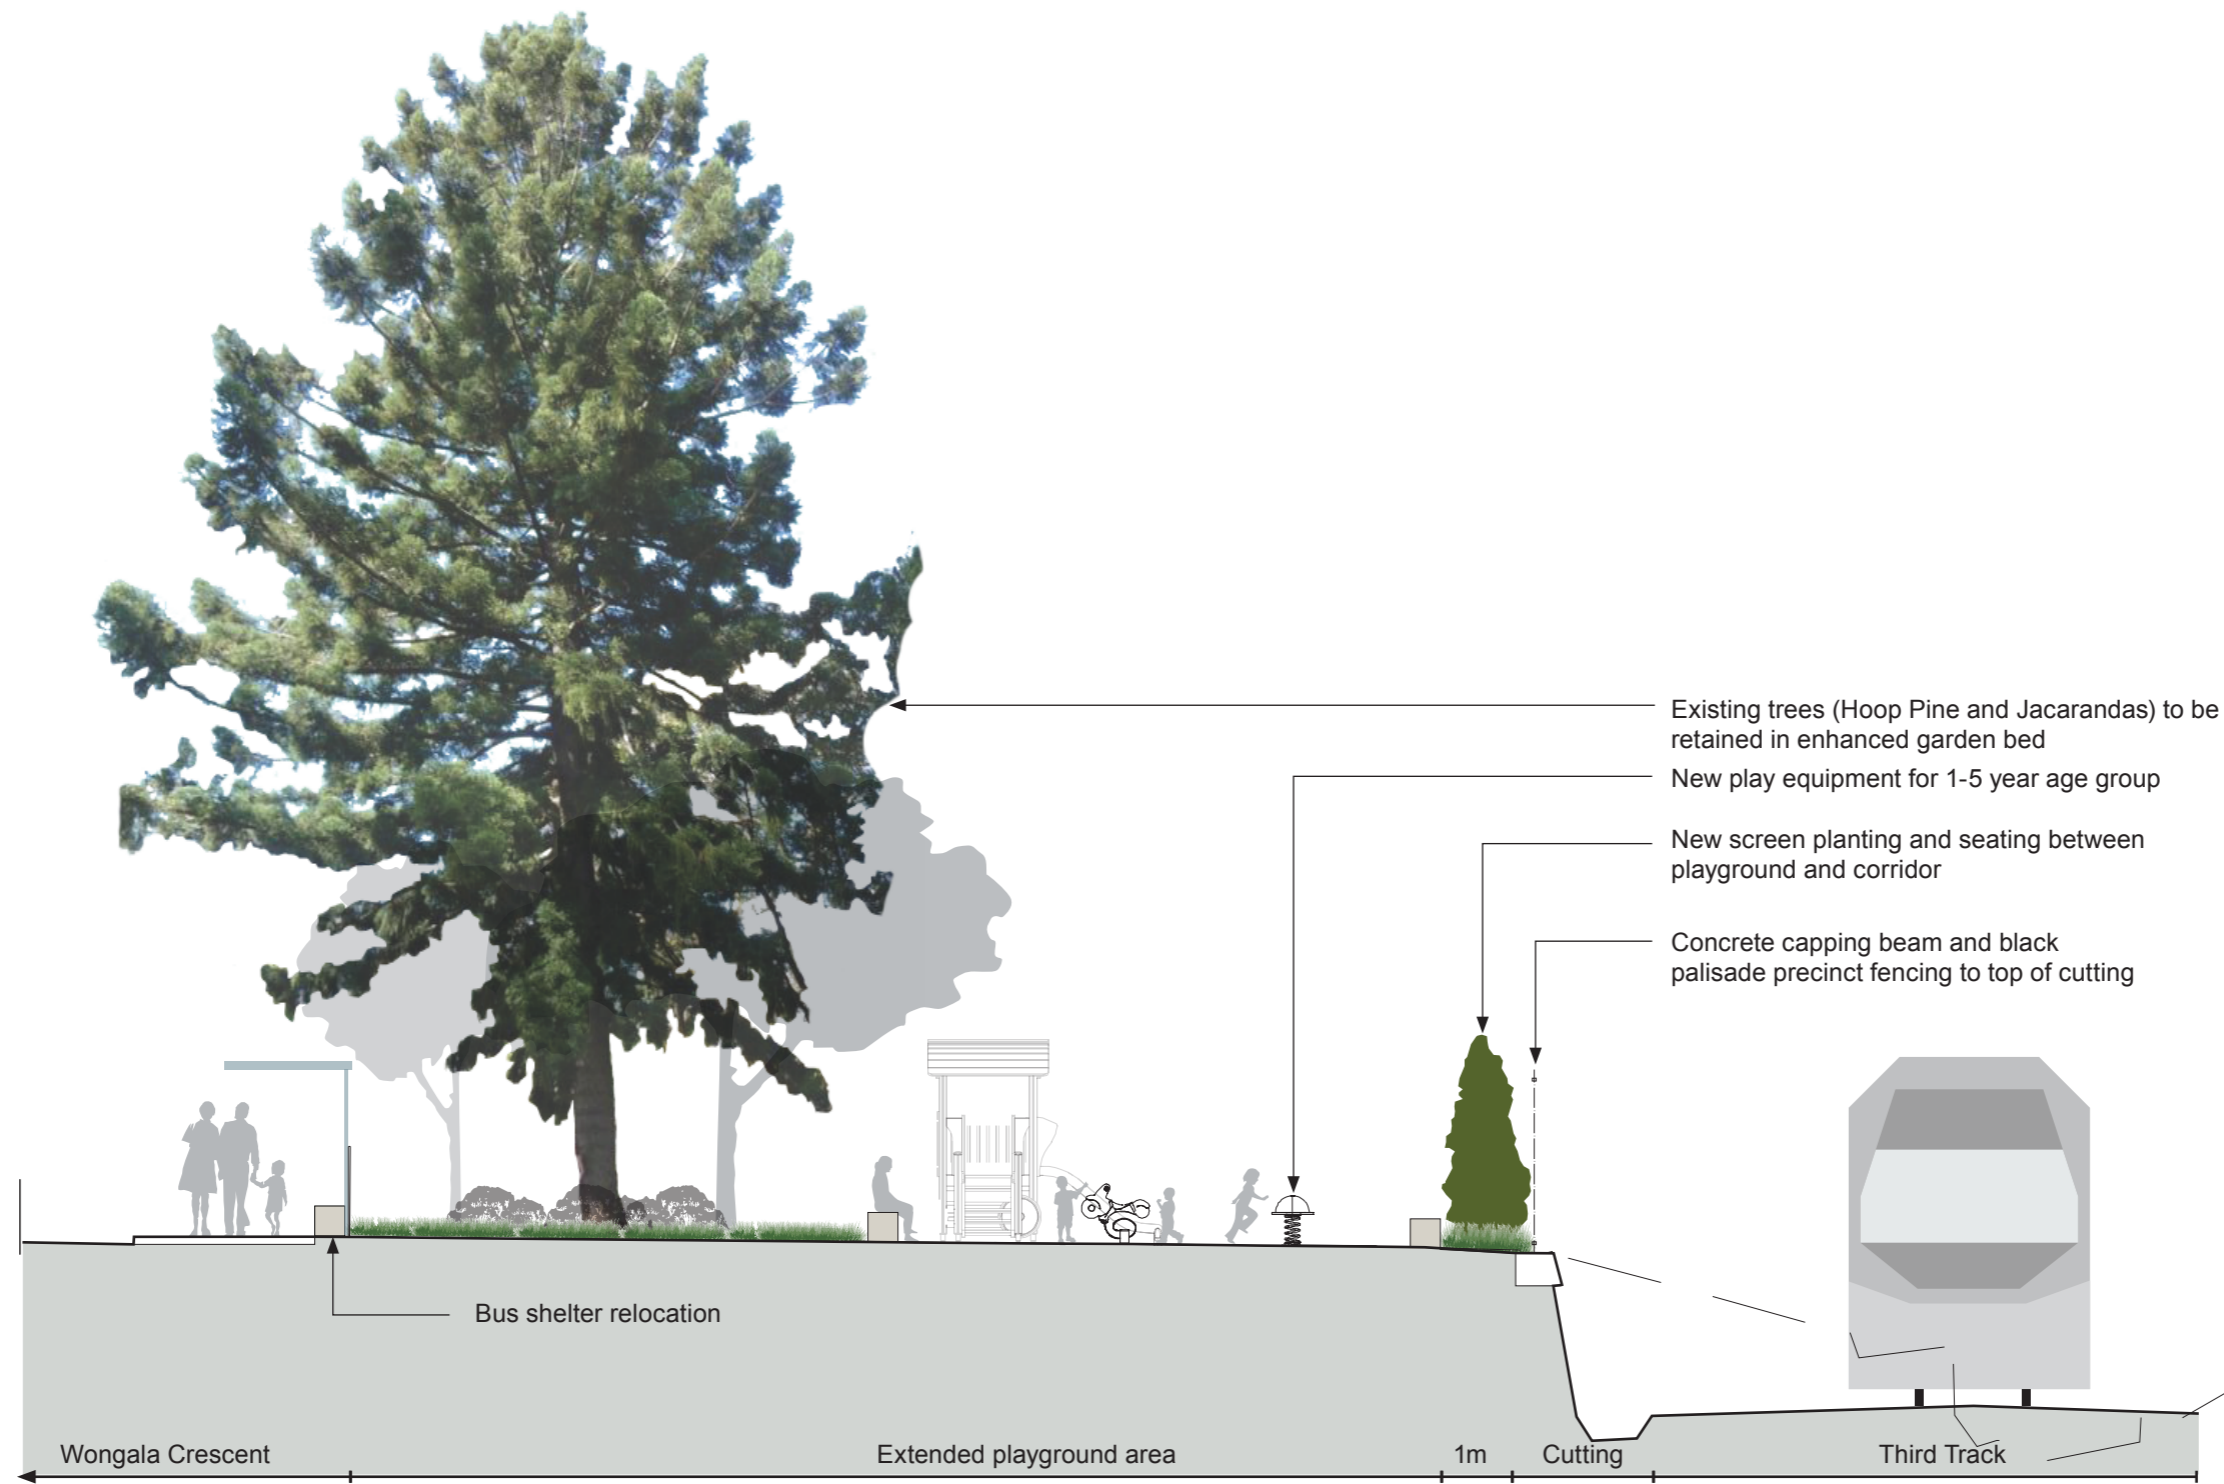 Existing trees (Hoop Pine and Jacarandas) to be
retained in enhanced garden bed
New play equipment for 1-5 year age group
New screen planting and seating between
playground and corridor
Concrete capping beam and black
palisade precinct fencing to top of cutting
Bus shelter relocation
Wongala Crescent
Extended playground area
1m
Cutting
Third Track